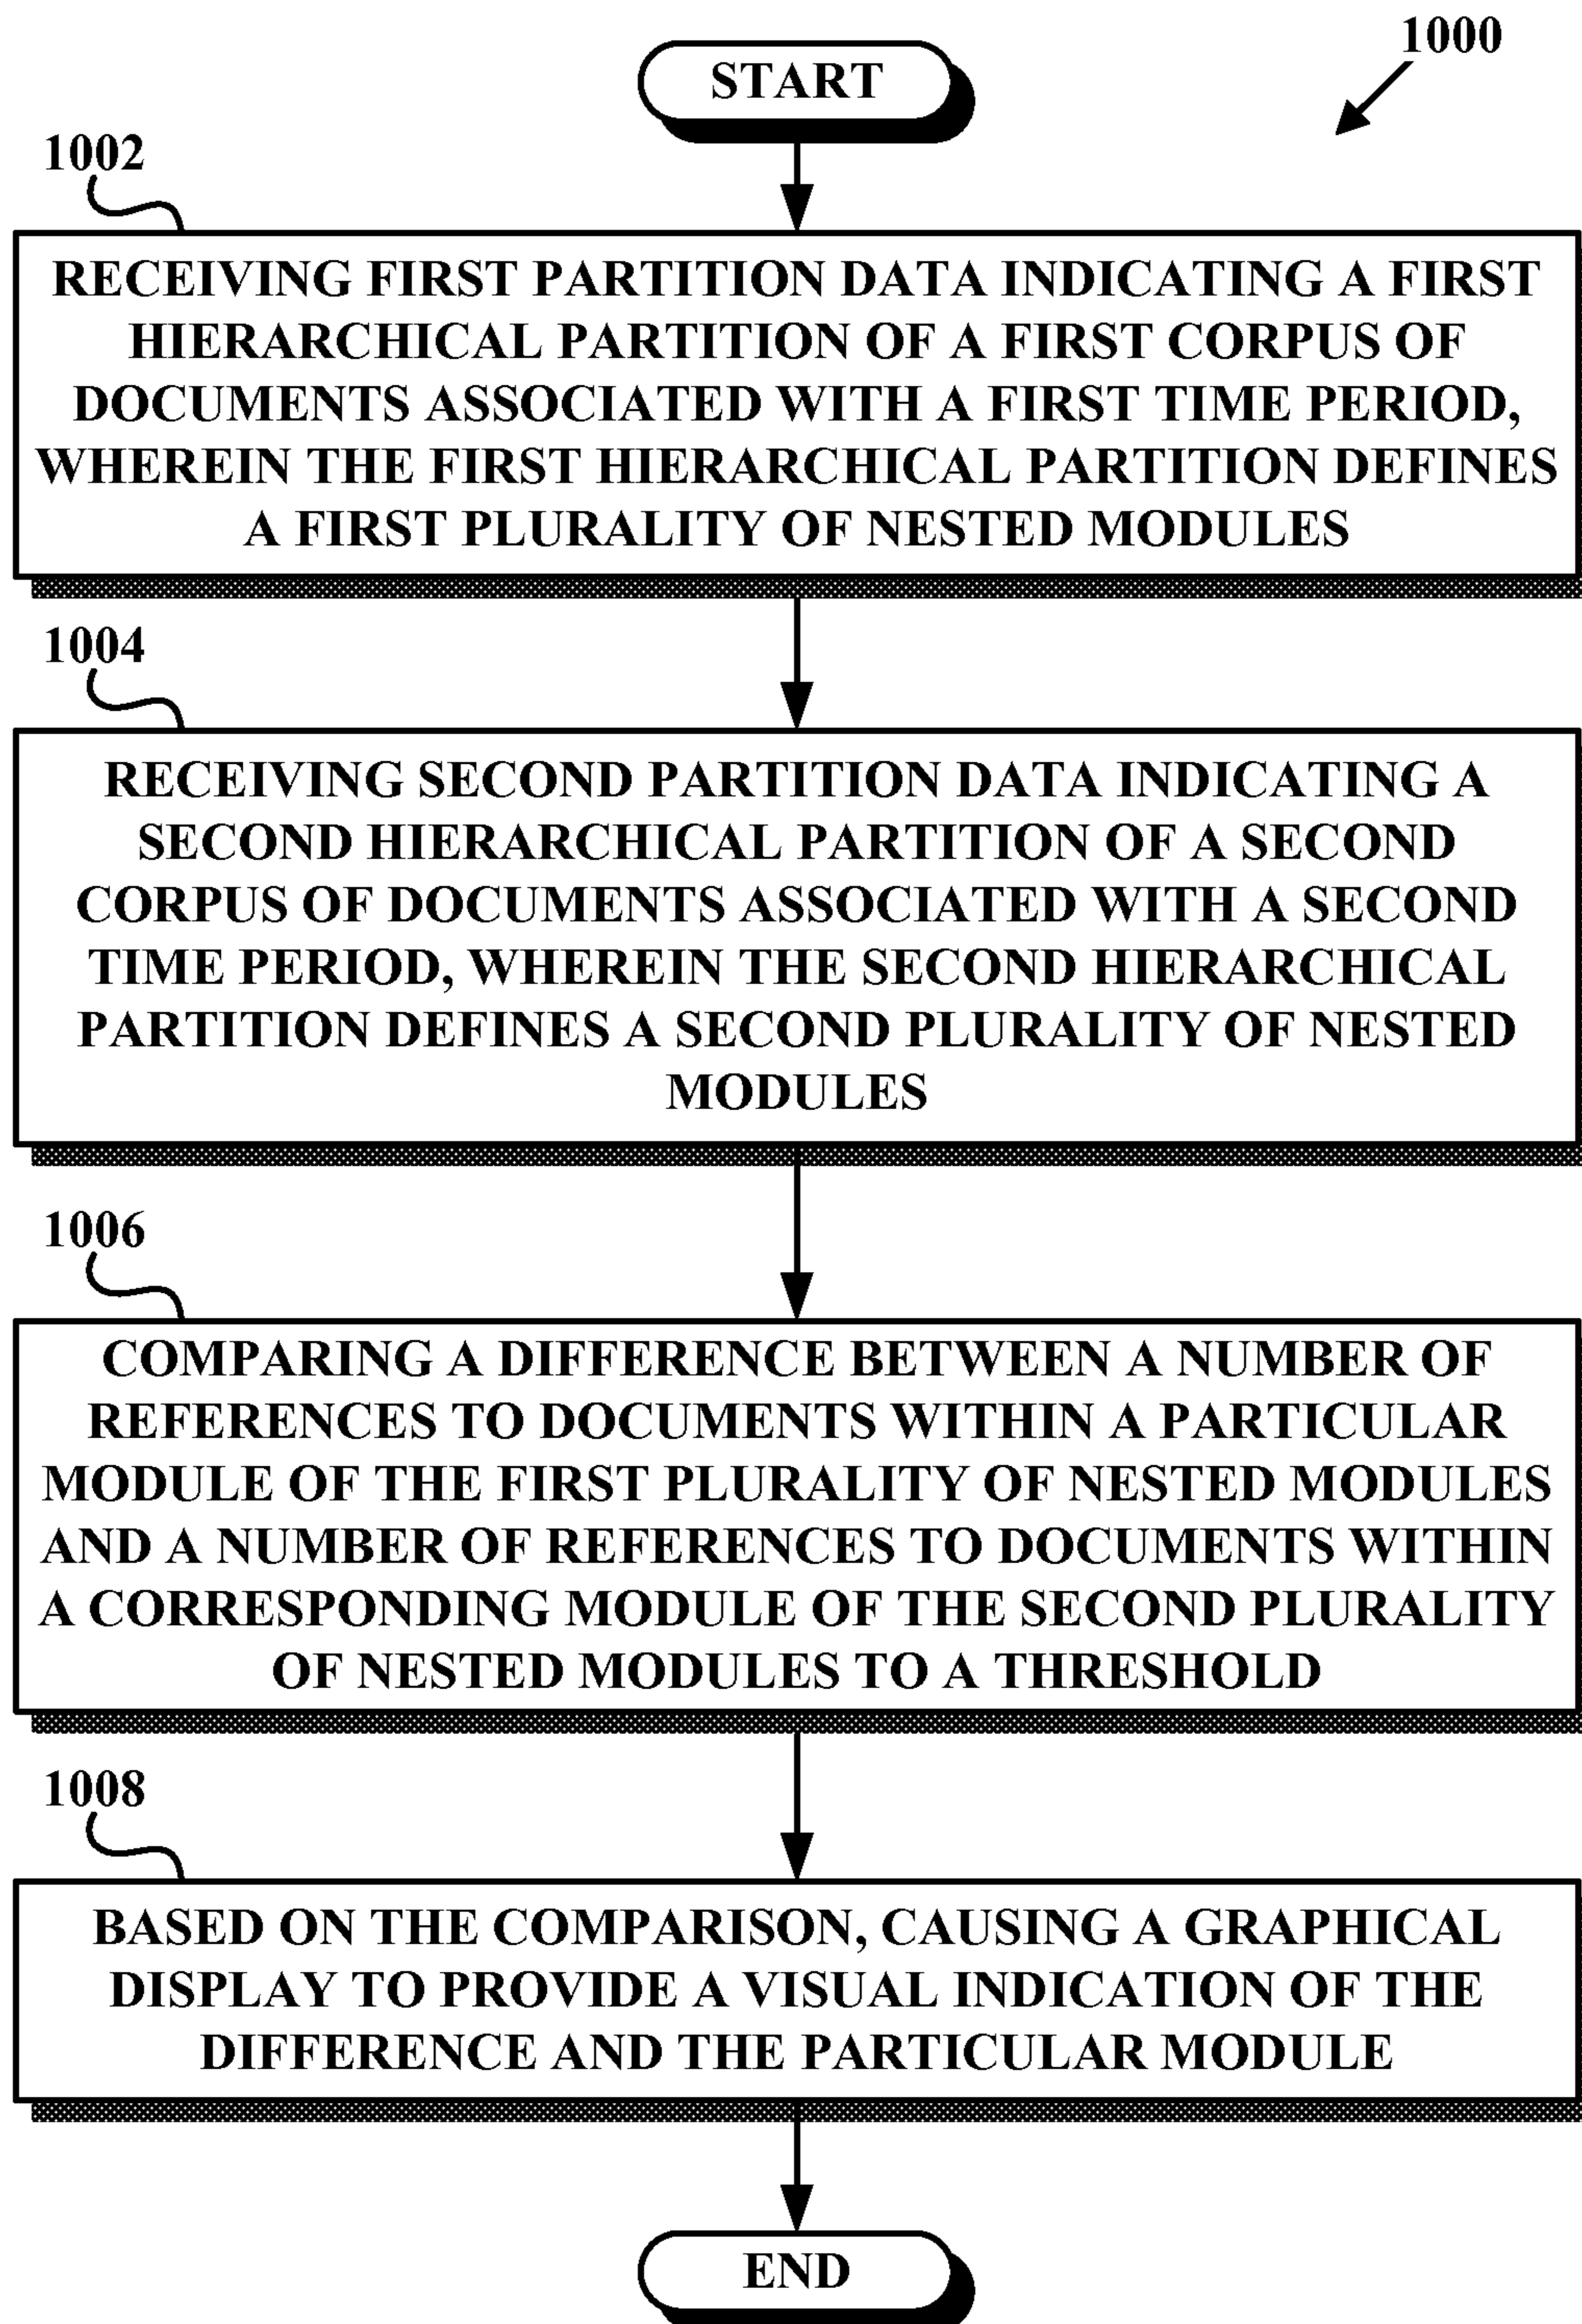 1000
START
1002
RECEIVING FIRST PARTITION DATA INDICATING A FIRST
HIERARCHICAL PARTITION OF A FIRST CORPUS OF
DOCUMENTS ASSOCIATED WITH A FIRST TIME PERIOD,
WHEREIN THE FIRST HIERARCHICAL PARTITION DEFINES
A FIRST PLURALITY OF NESTED MODULES
1004
RECEIVING SECOND PARTITION DATA INDICATING A
SECOND HIERARCHICAL PARTITION OF A SECOND
CORPUS OF DOCUMENTS ASSOCIATED WITH A SECOND
TIME PERIOD, WHEREIN THE SECOND HIERARCHICAL
PARTITION DEFINES A SECOND PLURALITY OF NESTED
MODULES
1006
COMPARING A DIFFERENCE BETWEEN A NUMBER OF
REFERENCES TO DOCUMENTS WITHIN A PARTICULAR
MODULE OF THE FIRST PLURALITY OF NESTED MODULES
AND A NUMBER OF REFERENCES TO DOCUMENTS WITHIN
A CORRESPONDING MODULE OF THE SECOND PLURALITY
OF NESTED MODULES TO A THRESHOLD
1008
BASED ON THE COMPARISON, CAUSING A GRAPHICAL
DISPLAY TO PROVIDE A VISUAL INDICATION OF THE
DIFFERENCE AND THE PARTICULAR MODULE
END